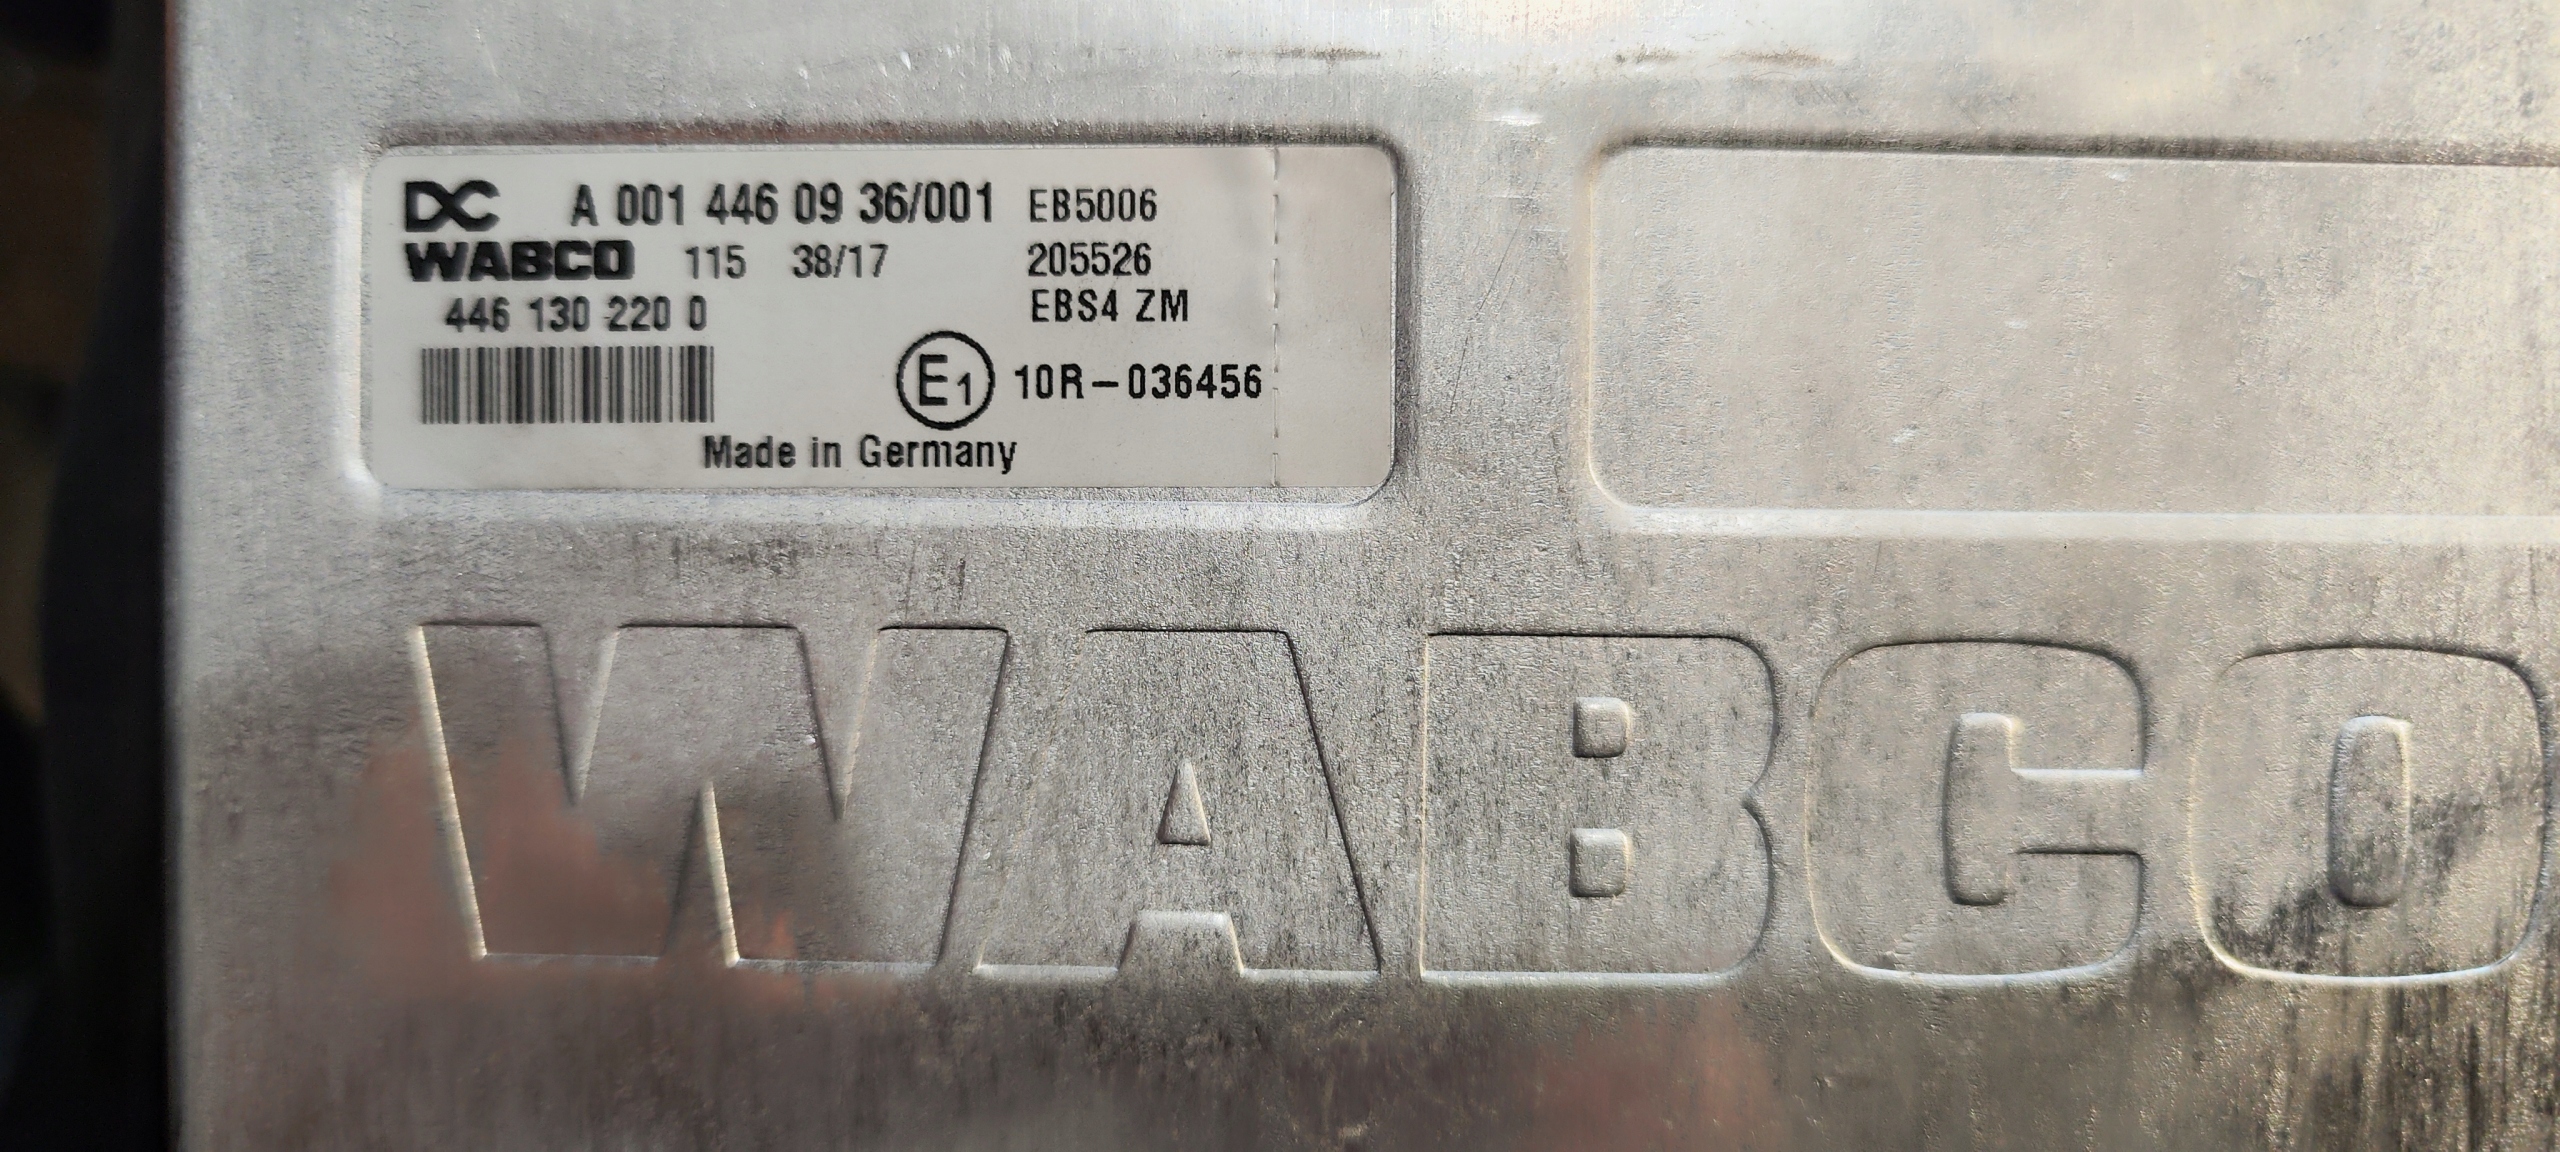 DC A 001 446 09 36/001 EB5006
WABCO 115 38/17 205526
446 130 220 0 EBS4 ZM
E1 10R-036456
Made in Germany
WABCO